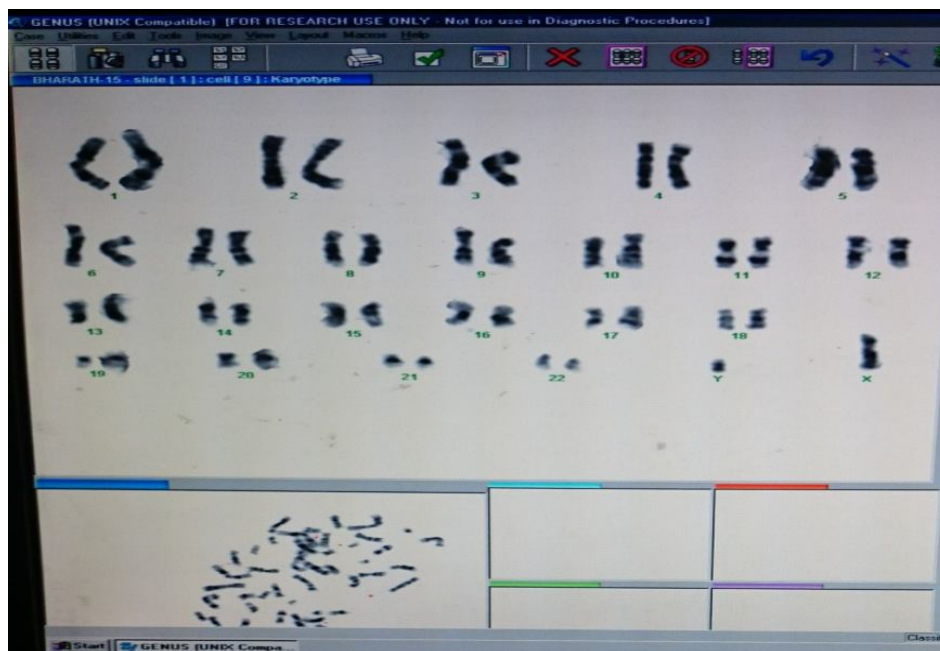 GENUS (UNIX Compatible) [FOR RESEARCH USE ONLY - Not for use in Diagnostic Procedures]
Case Utilities Edit Tools Image View Layout Macros Help
BHARATH-15 - slide [ 1 ] : cell [ 9 ] : Karyotype
1 2 3 4 5
6 7 8 9 10 11 12
13 14 15 16 17 18
19 20 21 22 Y X
Classi
Start GENUS (UNIX Compa...